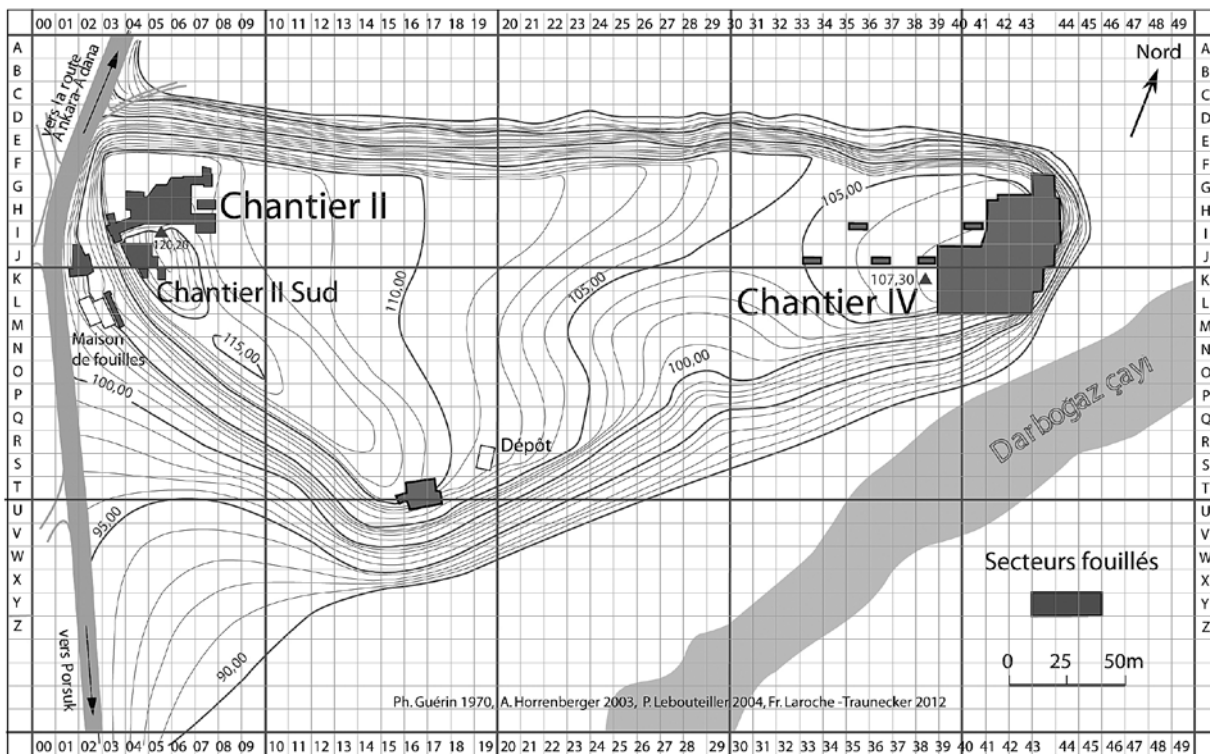 00 01 02 03 04 05 06 07 08 09 10 11 12 13 14 15 16 17 18 19 20 21 22 23 24 25 26 27 28 29 30 31 32 33 34 35 36 37 38 39 40 41 43 44 45 46 47 48 49
A
B
C
D
E
F
G
H
I
J
K
L
M
N
O
P
Q
R
S
T
U
V
W
X
Y
Z
vers la route
Ankara-Adana
Nord
Chantier II
120,20
Chantier II Sud
Maison
de fouilles
115,00
110,00
105,00
105,00
107,30
Chantier IV
100,00
100,00
Dépôt
95,00
90,00
vers Porsuk
Darboğaz çayı
Secteurs fouillés
0 25 50m
Ph. Guérin 1970, A. Horrenberger 2003, P. Lebouteiller 2004, Fr. Laroche -Traunecker 2012
A
B
C
D
E
F
G
H
I
J
K
L
M
N
O
P
Q
R
S
T
U
V
W
X
Y
Z
00 01 02 03 04 05 06 07 08 09 10 11 12 13 14 15 16 17 18 19 20 21 22 23 24 25 26 27 28 29 30 31 32 33 34 35 36 37 38 39 40 41 43 44 45 46 47 48 49